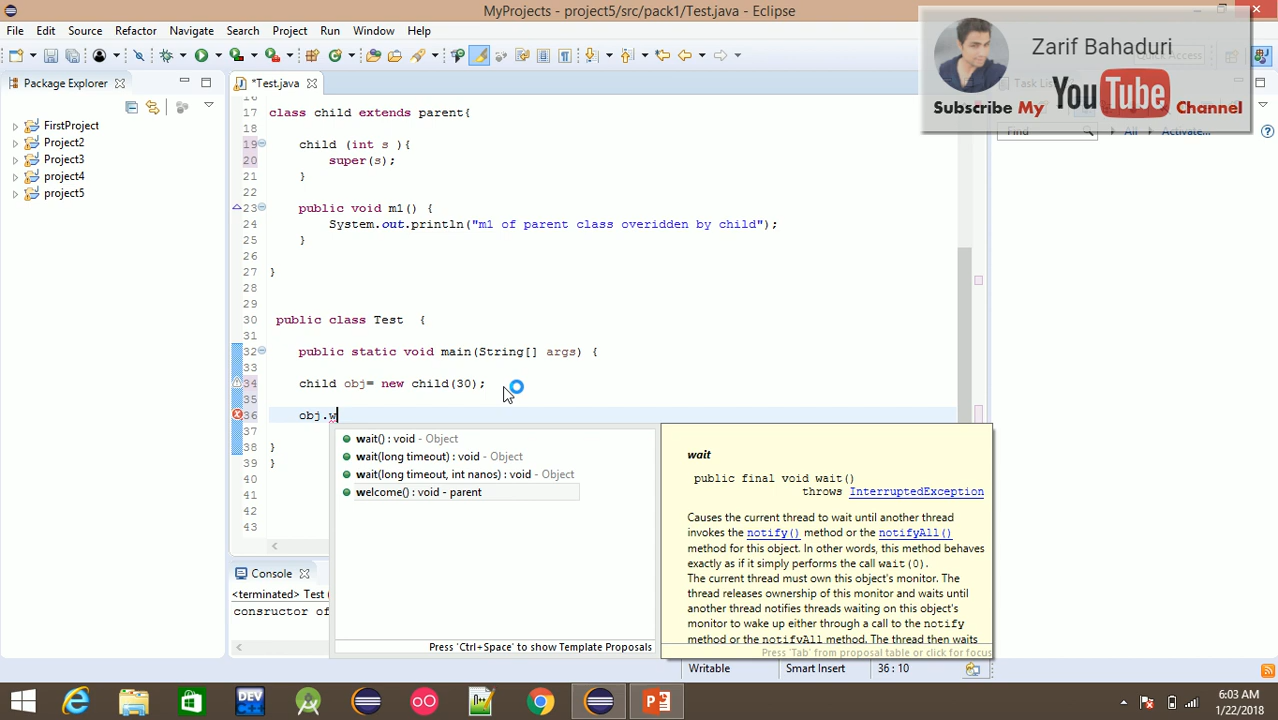 MyProjects - project5/src/pack1/Test.java - Eclipse
File Edit Source Refactor Navigate Search Project Run Window Help
Zarif Bahaduri
Subscribe My YouTube Channel
Quick Access
Package Explorer
*Test.java
Task List
Find All Activate...
FirstProject
Project2
Project3
project4
project5
16
17 class child extends parent{
18
19 child (int s ){
20 super(s);
21 }
22
23 public void m1() {
24 System.out.println("m1 of parent class overidden by child");
25 }
26
27 }
28
29
30 public class Test {
31
32 public static void main(String[] args) {
33
34 child obj= new child(30);
35
36 obj.w
37
38 }
39 }
40
41
42
43
wait() : void - Object
wait(long timeout) : void - Object
wait(long timeout, int nanos) : void - Object
welcome() : void - parent
Press 'Ctrl+Space' to show Template Proposals
wait
public final void wait()
throws InterruptedException
Causes the current thread to wait until another thread
invokes the notify() method or the notifyAll()
method for this object. In other words, this method behaves
exactly as if it simply performs the call wait(0).
The current thread must own this object's monitor. The
thread releases ownership of this monitor and waits until
another thread notifies threads waiting on this object's
monitor to wake up either through a call to the notify
method or the notifyAll method. The thread then waits
Press 'Tab' from proposal table or click for focus
Console
<terminated> Test (
consructor of
Writable Smart Insert 36 : 10
DEV
6:03 AM
1/22/2018